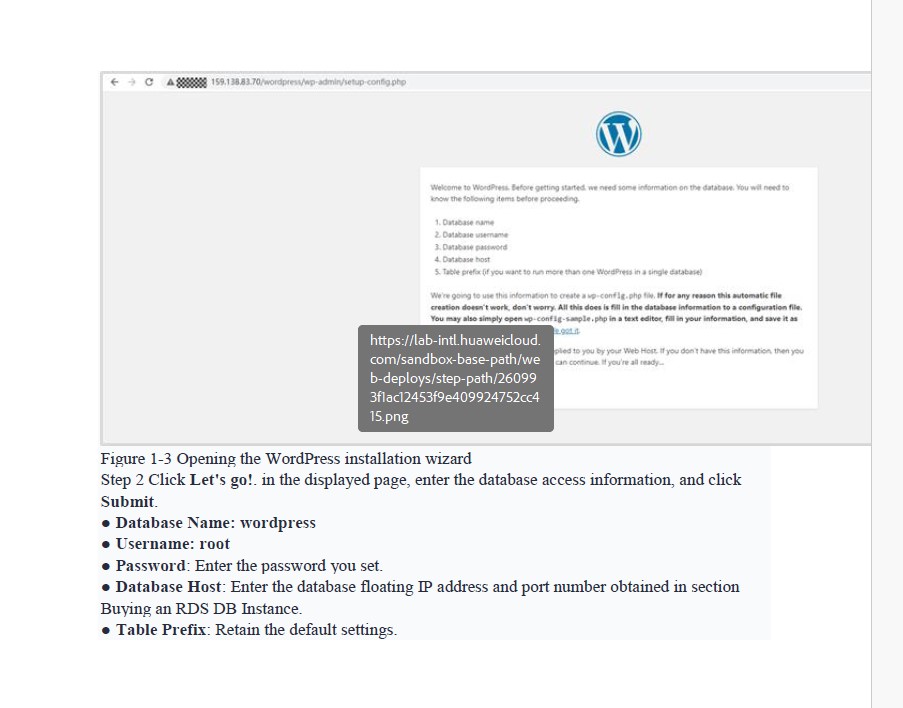 159.138.83.70/wordpress/wp-admin/setup-config.php
Welcome to WordPress. Before getting started, we need some information on the database. You will need to
know the following items before proceeding.
1. Database name
2. Database username
3. Database password
4. Database host
5. Table prefix (if you want to run more than one WordPress in a single database)
We're going to use this information to create a wp-config.php file. If for any reason this automatic file
creation doesn't work, don't worry. All this does is fill in the database information to a configuration file.
You may also simply open wp-config-sample.php in a text editor, fill in your information, and save it as
got it.
plied to you by your Web Host. If you don't have this information, then you
can continue. If you're all ready...
https://lab-intl.huaweicloud.
com/sandbox-base-path/we
b-deploys/step-path/26099
3f1ac12453f9e409924752cc4
15.png
Figure 1-3 Opening the WordPress installation wizard
Step 2 Click Let's go!. in the displayed page, enter the database access information, and click
Submit.
● Database Name: wordpress
● Username: root
● Password: Enter the password you set.
● Database Host: Enter the database floating IP address and port number obtained in section
Buying an RDS DB Instance.
● Table Prefix: Retain the default settings.